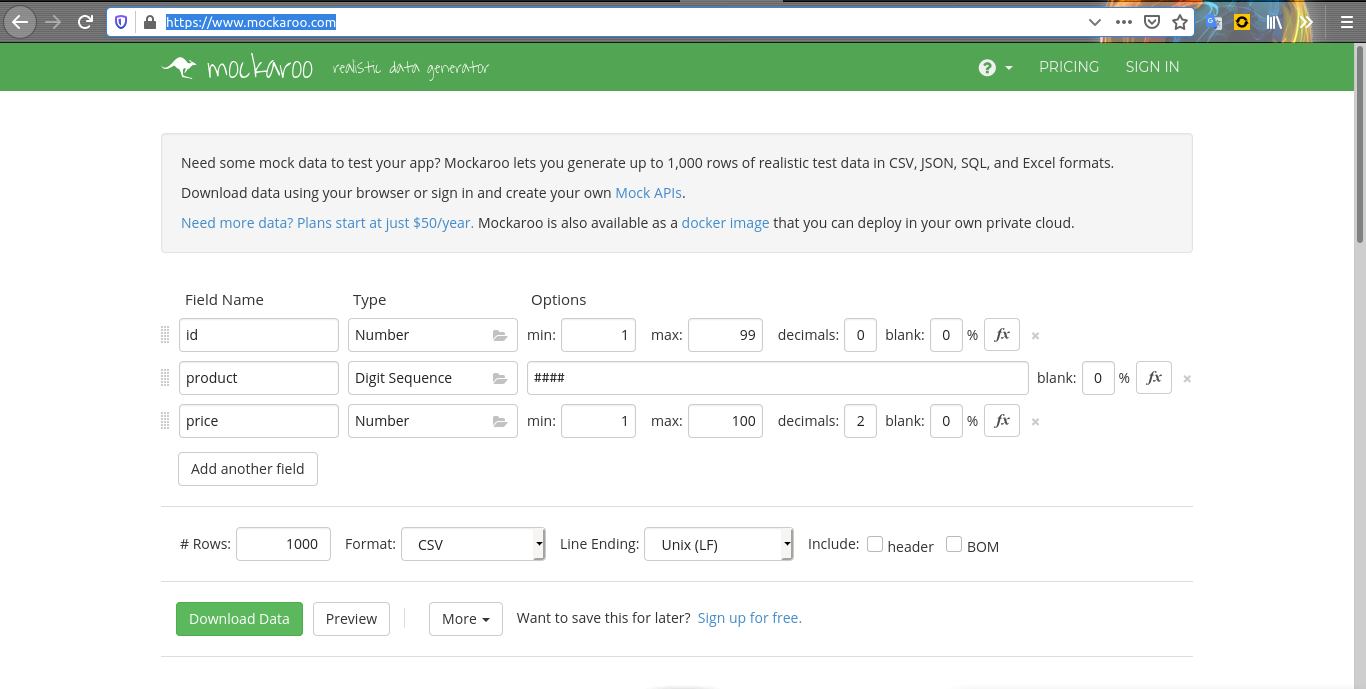 https://www.mockaroo.com
mockaroo realistic data generator
? PRICING SIGN IN
Need some mock data to test your app? Mockaroo lets you generate up to 1,000 rows of realistic test data in CSV, JSON, SQL, and Excel formats.
Download data using your browser or sign in and create your own Mock APIs.
Need more data? Plans start at just $50/year. Mockaroo is also available as a docker image that you can deploy in your own private cloud.
Field Name Type Options
id Number min: 1 max: 99 decimals: 0 blank: 0 % fx ×
product Digit Sequence #### blank: 0 % fx ×
price Number min: 1 max: 100 decimals: 2 blank: 0 % fx ×
Add another field
# Rows: 1000 Format: CSV Line Ending: Unix (LF) Include: header BOM
Download Data Preview More Want to save this for later? Sign up for free.